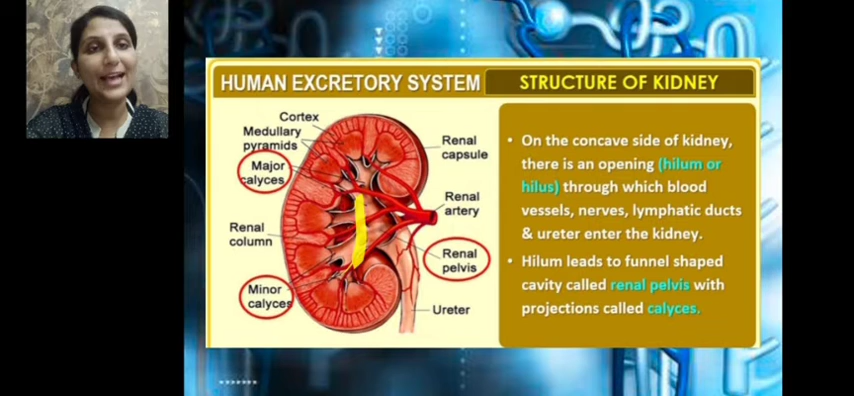 HUMAN EXCRETORY SYSTEM
STRUCTURE OF KIDNEY
Cortex
Medullary
pyramids
Major
calyces
Renal
column
Minor
calyces
Renal
capsule
Renal
artery
Renal
pelvis
Ureter
• On the concave side of kidney,
there is an opening (hilum or
hilus) through which blood
vessels, nerves, lymphatic ducts
& ureter enter the kidney.
• Hilum leads to funnel shaped
cavity called renal pelvis with
projections called calyces.